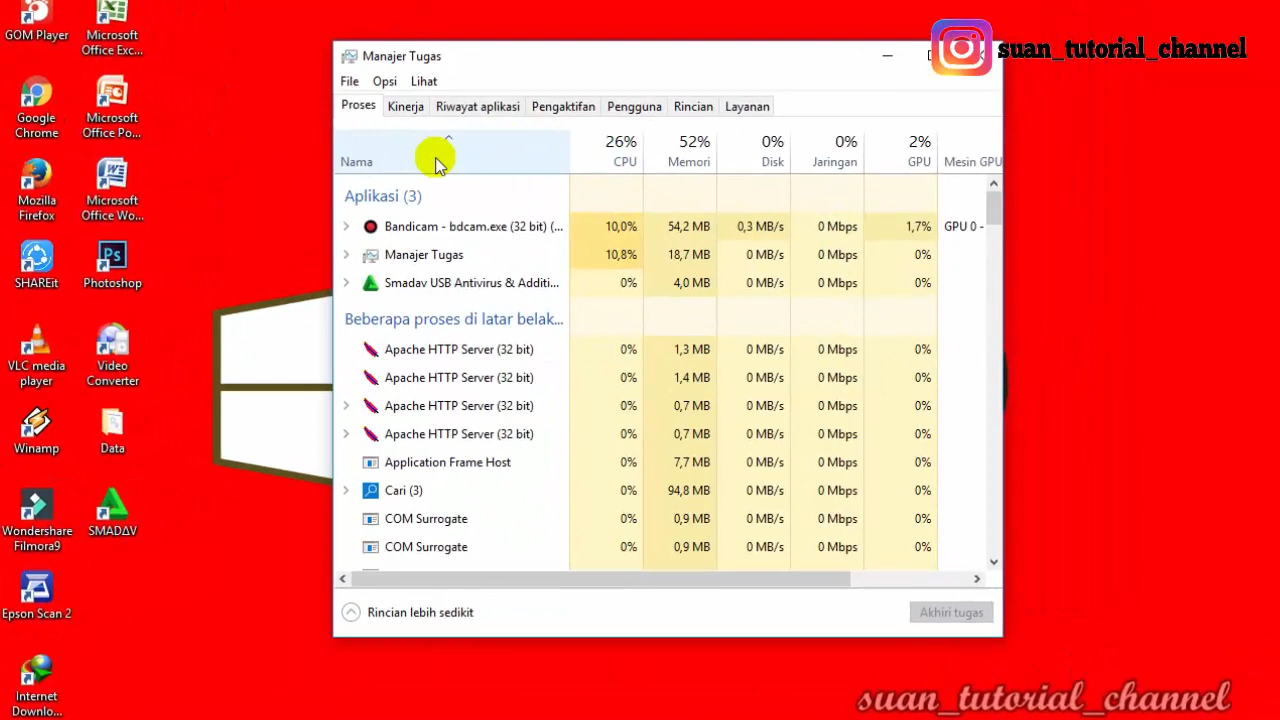 GOM Player
Microsoft
Office Exc...
Google
Chrome
Microsoft
Office Po...
Mozilla
Firefox
Microsoft
Office Wo...
SHAREit
Photoshop
VLC media
player
Video
Converter
Winamp
Data
Wondershare
Filmora9
SMADΔV
Epson Scan 2
Internet
Downlo...
suan_tutorial_channel
Manajer Tugas
File Opsi Lihat
Proses Kinerja Riwayat aplikasi Pengaktifan Pengguna Rincian Layanan
26% 52% 0% 0% 2%
Nama CPU Memori Disk Jaringan GPU Mesin GPU
Aplikasi (3)
Bandicam - bdcam.exe (32 bit) (... 10,0% 54,2 MB 0,3 MB/s 0 Mbps 1,7% GPU 0 -
Manajer Tugas 10,8% 18,7 MB 0 MB/s 0 Mbps 0%
Smadav USB Antivirus & Additi... 0% 4,0 MB 0 MB/s 0 Mbps 0%
Beberapa proses di latar belak...
Apache HTTP Server (32 bit) 0% 1,3 MB 0 MB/s 0 Mbps 0%
Apache HTTP Server (32 bit) 0% 1,4 MB 0 MB/s 0 Mbps 0%
Apache HTTP Server (32 bit) 0% 0,7 MB 0 MB/s 0 Mbps 0%
Apache HTTP Server (32 bit) 0% 0,7 MB 0 MB/s 0 Mbps 0%
Application Frame Host 0% 7,7 MB 0 MB/s 0 Mbps 0%
Cari (3) 0% 94,8 MB 0 MB/s 0 Mbps 0%
COM Surrogate 0% 0,9 MB 0 MB/s 0 Mbps 0%
COM Surrogate 0% 0,9 MB 0 MB/s 0 Mbps 0%
Rincian lebih sedikit
Akhiri tugas
suan_tutorial_channel